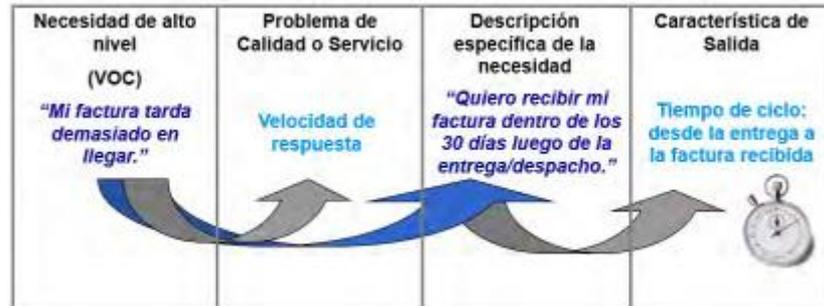 Necesidad de alto
nivel
(VOC)
“Mi factura tarda
demasiado en
llegar.”
Problema de
Calidad o Servicio
Velocidad de
respuesta
Descripción
específica de la
necesidad
“Quiero recibir mi
factura dentro de los
30 días luego de la
entrega/despacho.”
Característica de
Salida
Tiempo de ciclo:
desde la entrega a
la factura recibida